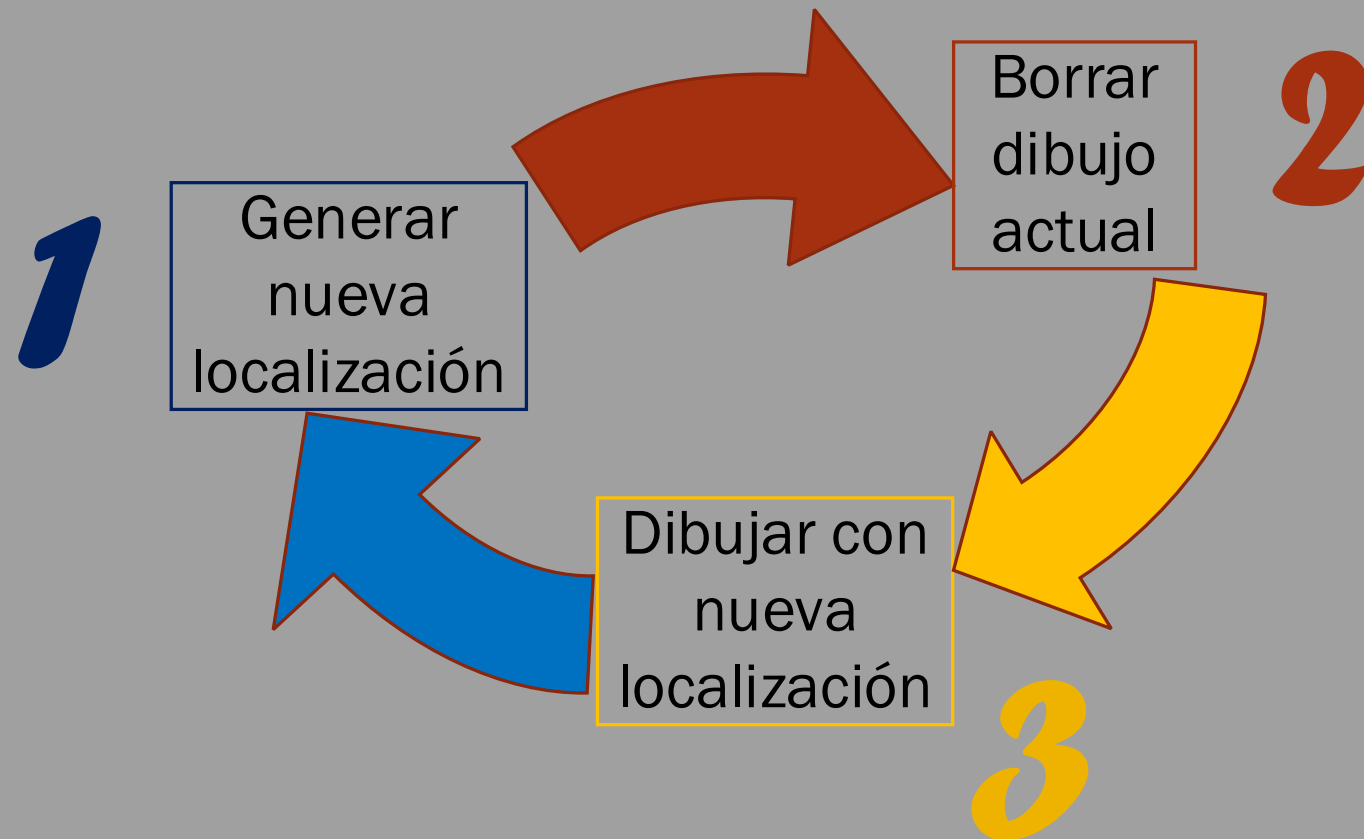 1
Generar
nueva
localización
2
Borrar
dibujo
actual
3
Dibujar con
nueva
localización